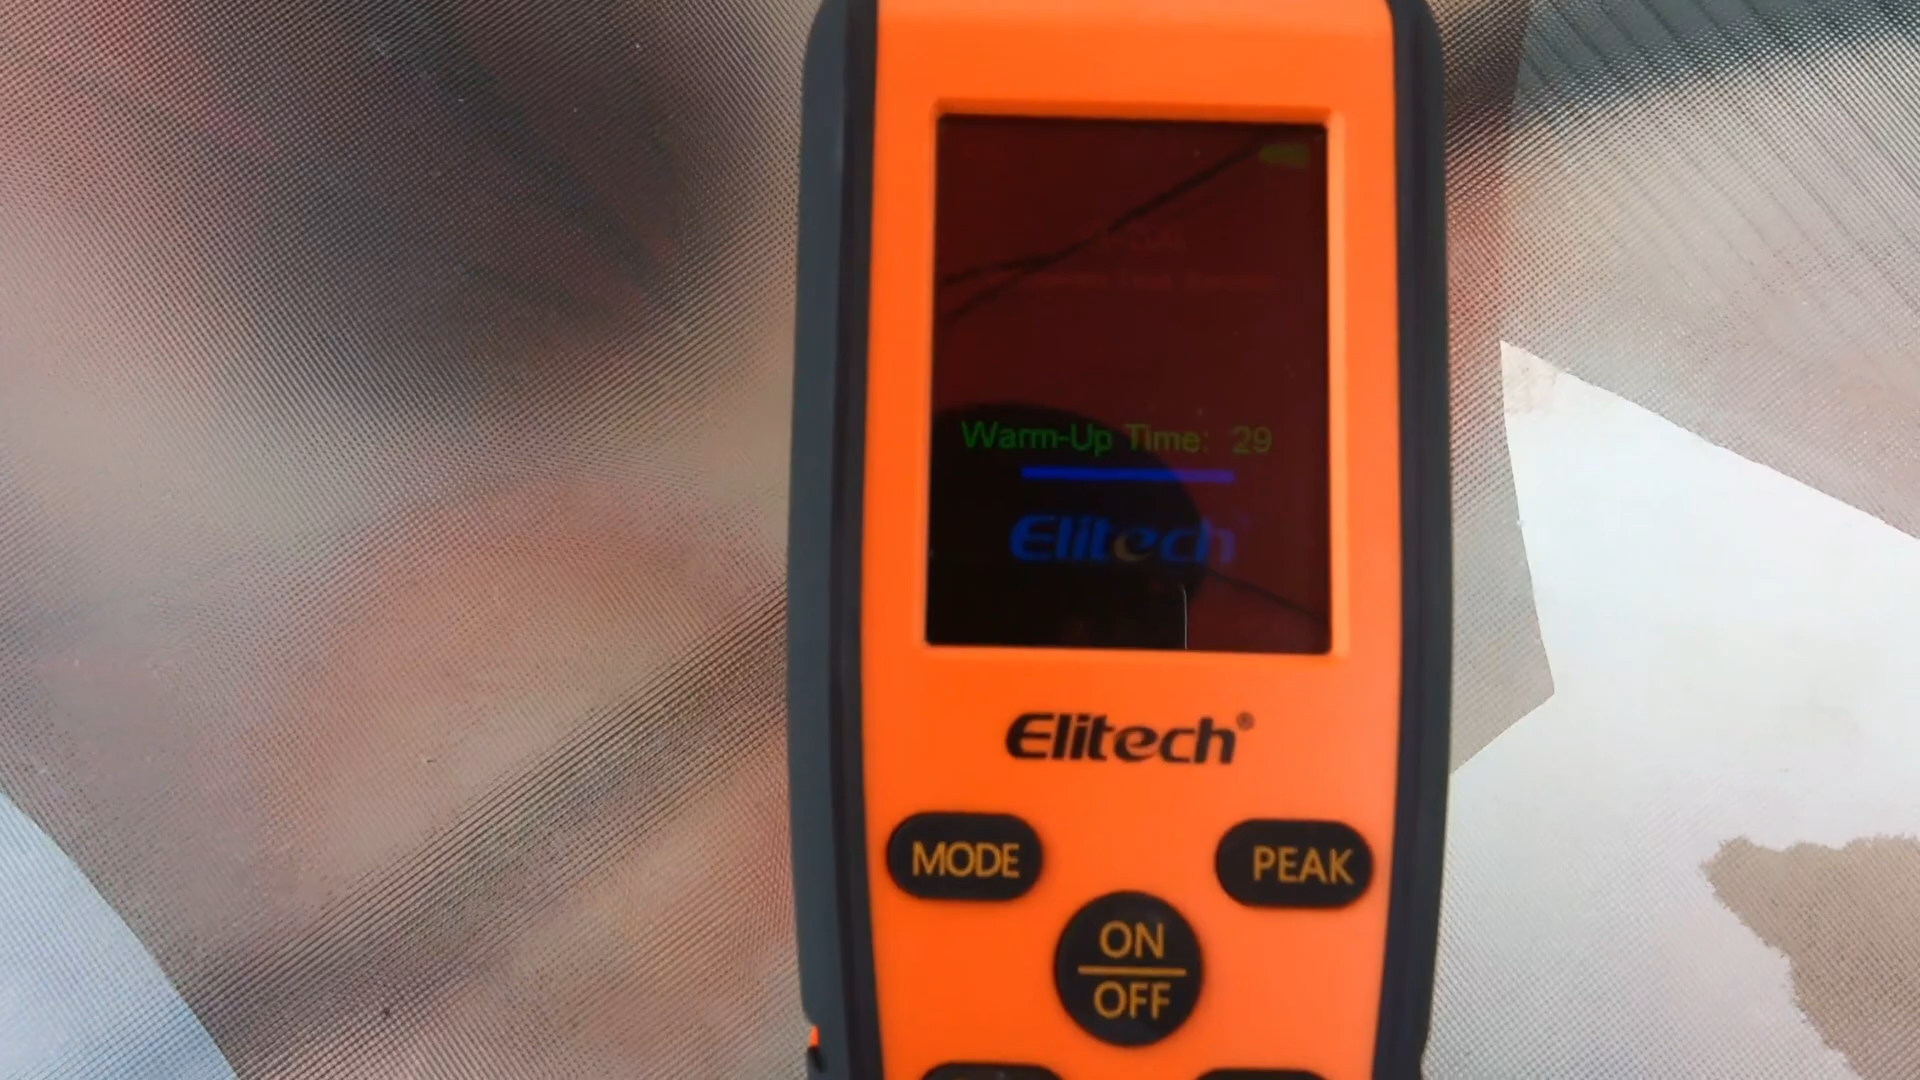 Warm-Up Time: 29
Elitech
Elitech®
MODE
PEAK
ON
OFF